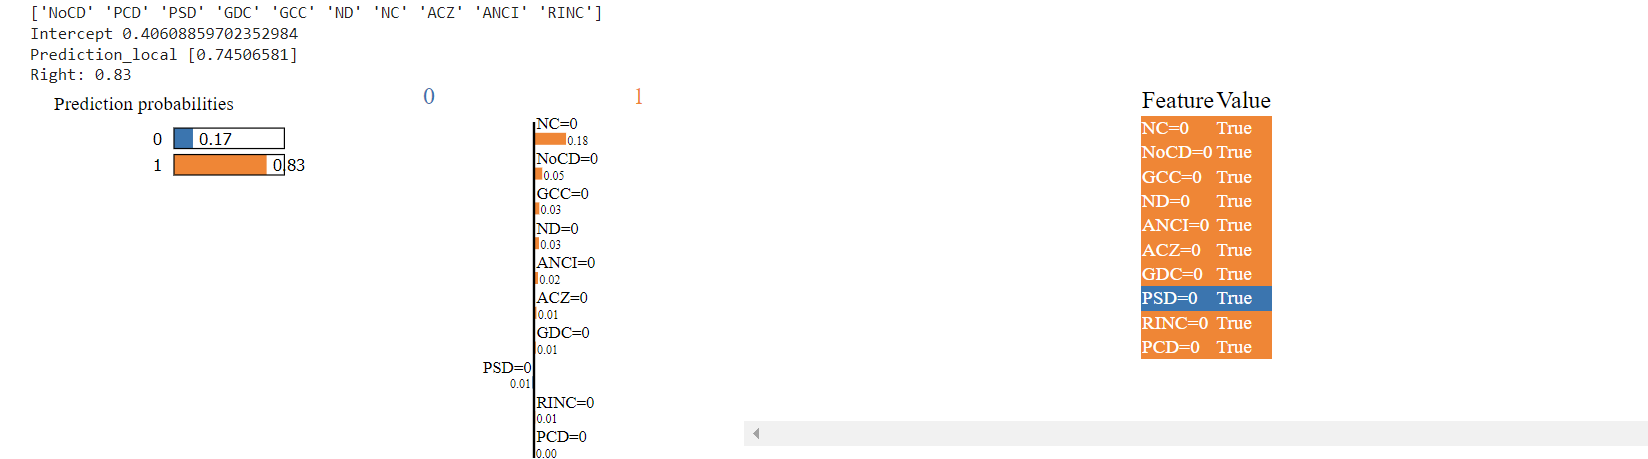 ['NoCD' 'PCD' 'PSD' 'GDC' 'GCC' 'ND' 'NC' 'ACZ' 'ANCI' 'RINC']
Intercept 0.40608859702352984
Prediction_local [0.74506581]
Right: 0.83
Prediction probabilities
0 0.17
1 0.83
0 1
NC=0
0.18
NoCD=0
0.05
GCC=0
0.03
ND=0
0.03
ANCI=0
0.02
ACZ=0
0.01
GDC=0
0.01
PSD=0
0.01
RINC=0
0.01
PCD=0
0.00
Feature Value
NC=0 True
NoCD=0 True
GCC=0 True
ND=0 True
ANCI=0 True
ACZ=0 True
GDC=0 True
PSD=0 True
RINC=0 True
PCD=0 True